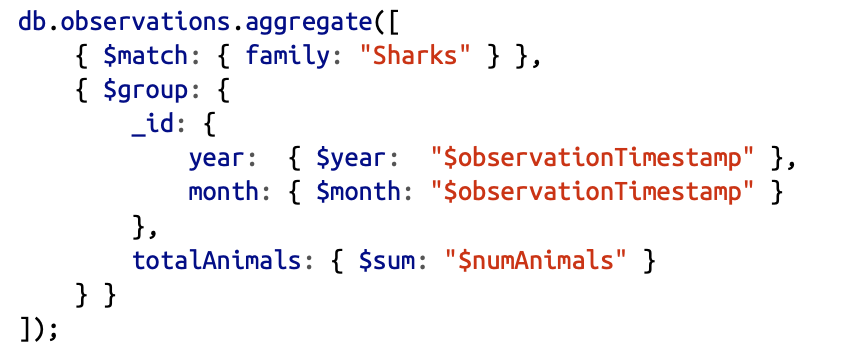 db.observations.aggregate([
    { $match: { family: "Sharks" } },
    { $group: {
        _id: {
            year:  { $year:  "$observationTimestamp" },
            month: { $month: "$observationTimestamp" }
        },
        totalAnimals: { $sum: "$numAnimals" }
    } }
]);